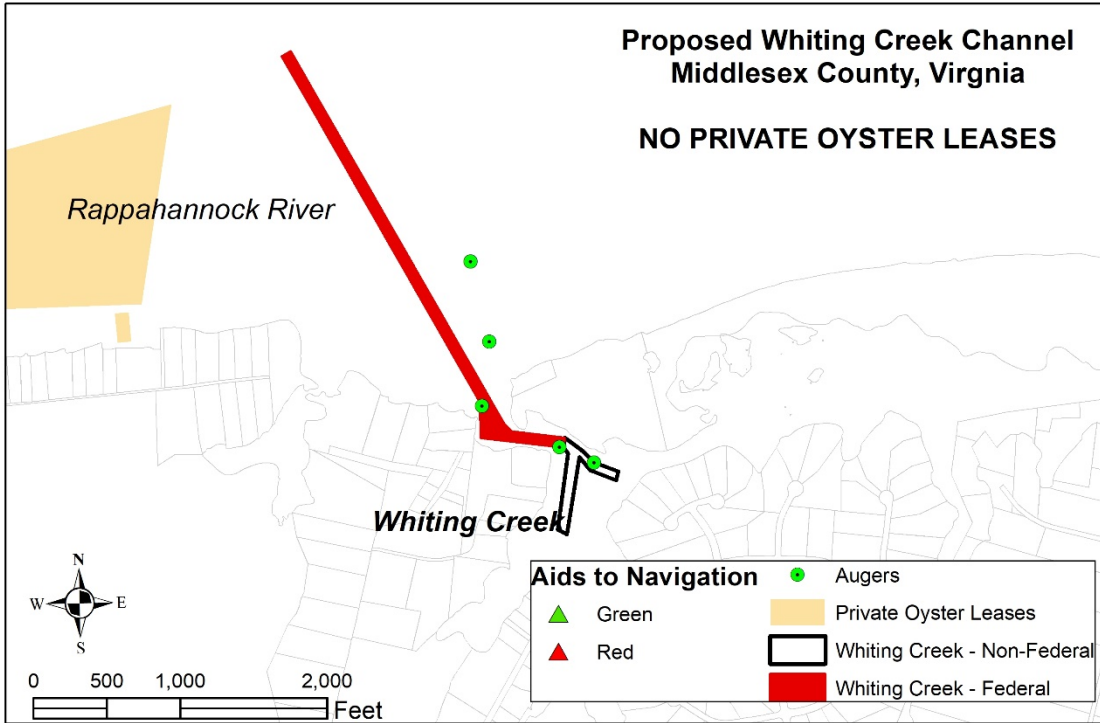 Proposed Whiting Creek Channel
Middlesex County, Virgnia
NO PRIVATE OYSTER LEASES
Rappahannock River
Whiting Creek
N
W
E
S
0 500 1,000 2,000
Feet
Aids to Navigation
Green
Red
Augers
Private Oyster Leases
Whiting Creek - Non-Federal
Whiting Creek - Federal